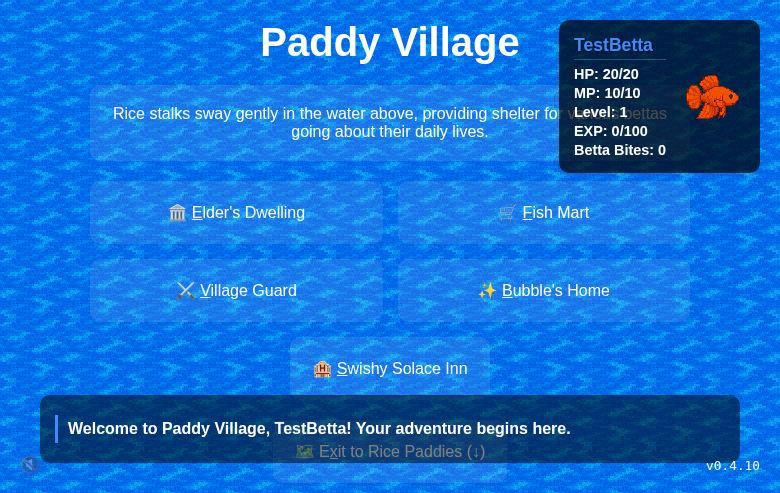 Paddy Village
TestBetta
HP: 20/20
MP: 10/10
Level: 1
EXP: 0/100
Betta Bites: 0
Rice stalks sway gently in the water above, providing shelter for various bettas
going about their daily lives.
Elder's Dwelling
Fish Mart
Village Guard
Bubble's Home
Swishy Solace Inn
Welcome to Paddy Village, TestBetta! Your adventure begins here.
Exit to Rice Paddies (↓)
v0.4.10